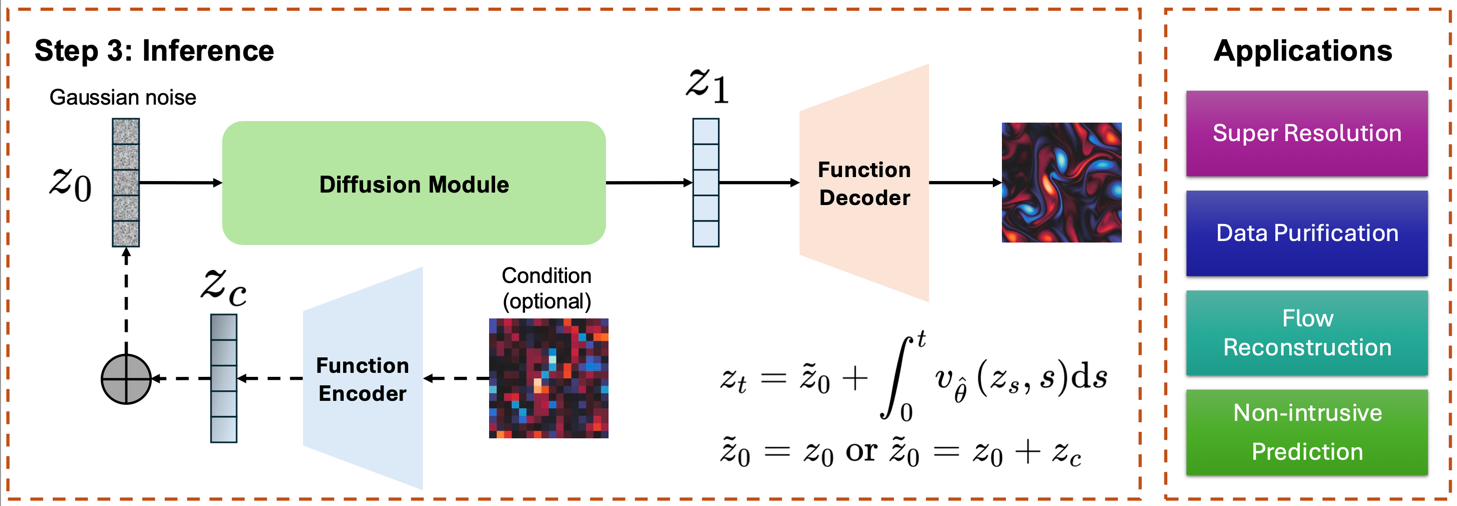 Step 3: Inference
Gaussian noise
z_0
Diffusion Module
z_1
Function
Decoder
z_c
Function
Encoder
Condition
(optional)
z_t = \tilde{z}_0 + \int_0^t v_{\hat{\theta}}(z_s, s)ds
\tilde{z}_0 = z_0 or \tilde{z}_0 = z_0 + z_c
Applications
Super Resolution
Data Purification
Flow
Reconstruction
Non-intrusive
Prediction